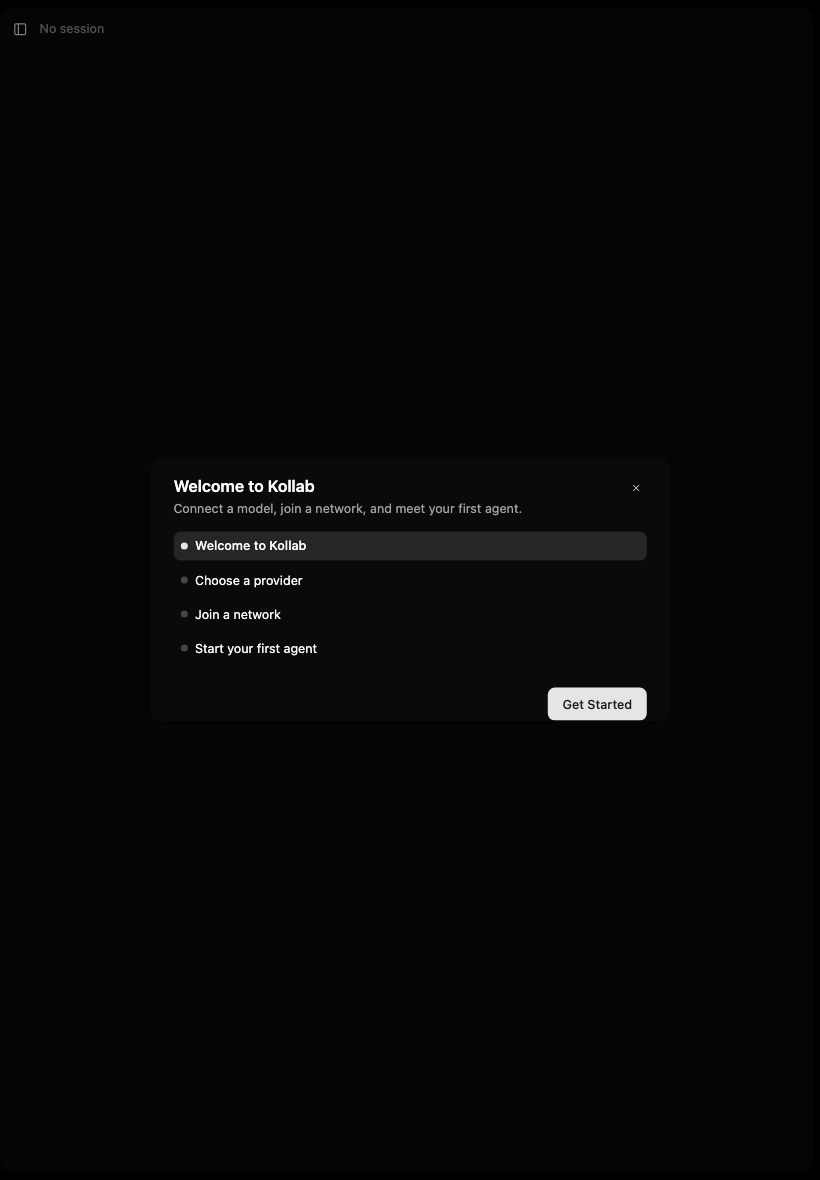 No session
Welcome to Kollab
Connect a model, join a network, and meet your first agent.
Welcome to Kollab
Choose a provider
Join a network
Start your first agent
Get Started